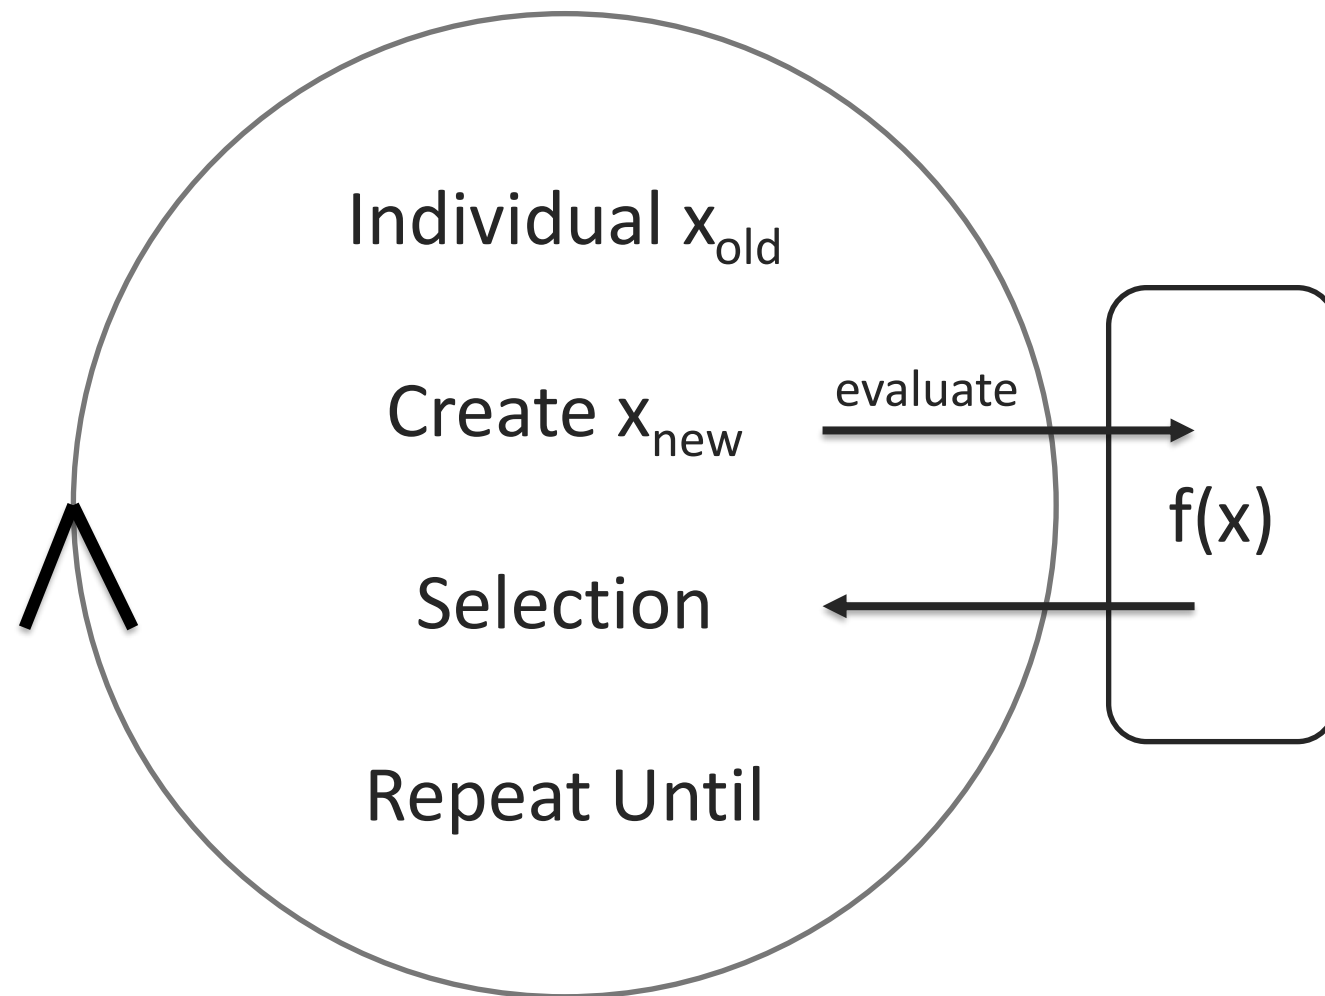 Individual x_old
Create x_new
evaluate
f(x)
Selection
Repeat Until